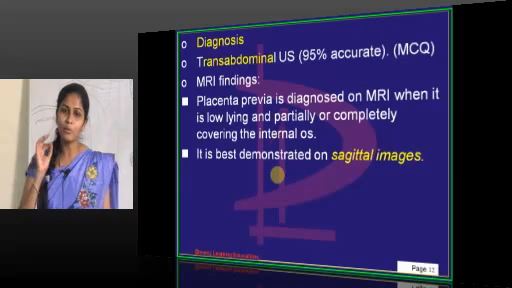 Diagnosis
Transabdominal US (95% accurate). (MCQ)
MRI findings:
Placenta previa is diagnosed on MRI when it
is low lying and partially or completely
covering the internal os.
It is best demonstrated on sagittal images.
Page 12